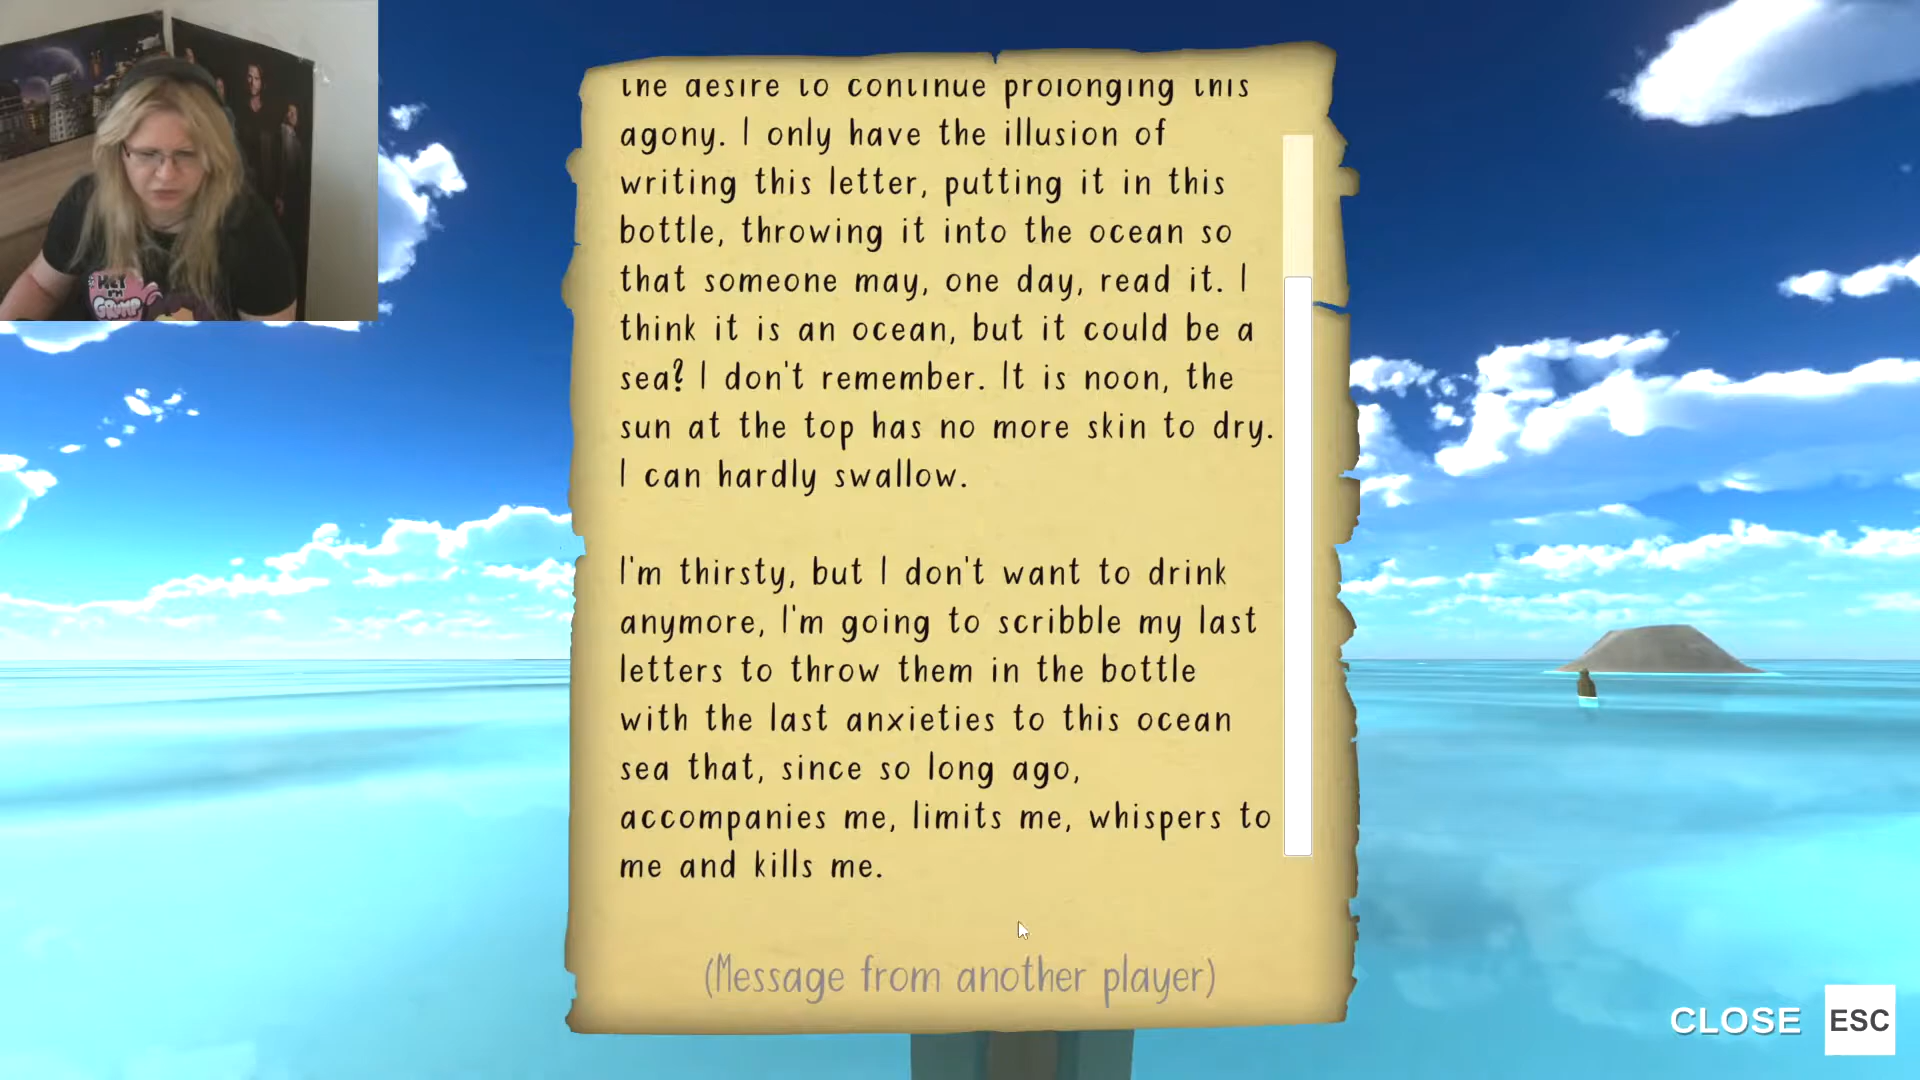 HEY
I'M
GRUMP
the desire to continue prolonging this
agony. I only have the illusion of
writing this letter, putting it in this
bottle, throwing it into the ocean so
that someone may, one day, read it. I
think it is an ocean, but it could be a
sea? I don't remember. It is noon, the
sun at the top has no more skin to dry.
I can hardly swallow.
I'm thirsty, but I don't want to drink
anymore, I'm going to scribble my last
letters to throw them in the bottle
with the last anxieties to this ocean
sea that, since so long ago,
accompanies me, limits me, whispers to
me and kills me.
(Message from another player)
CLOSE ESC